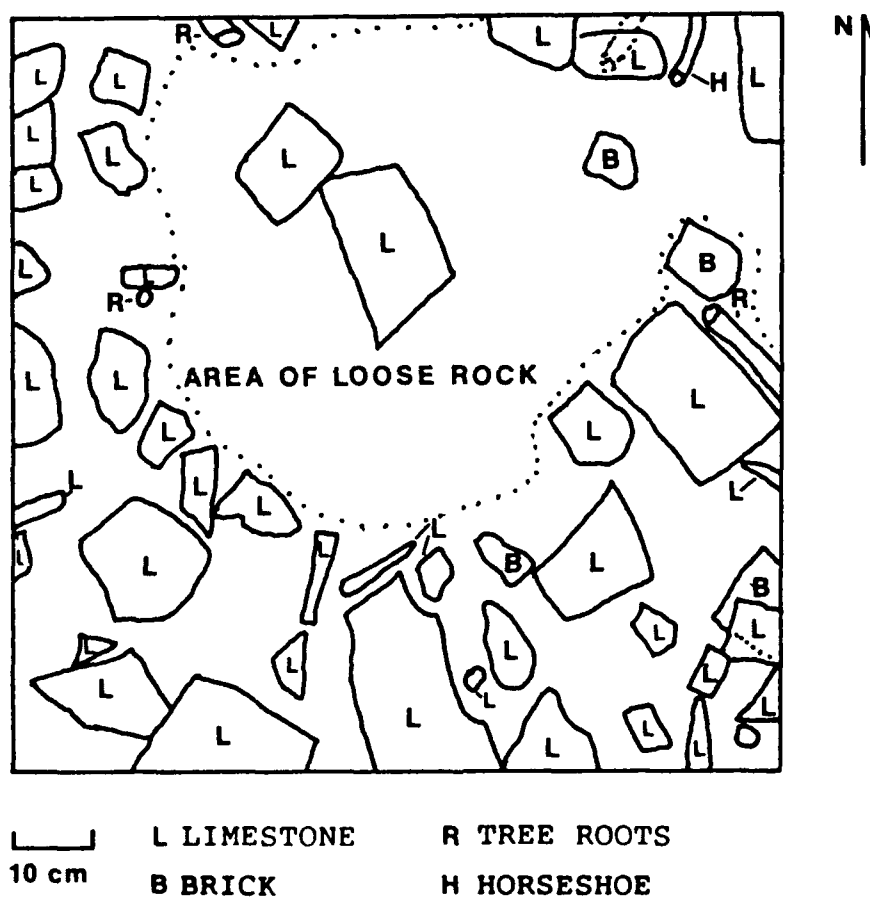 N
R L L L H L
L L
L L B
L
L L
L B
R R
AREA OF LOOSE ROCK
L L L
L L
L L L L
L L
L L L B L
B
L L L
L L L L
L L
L L L L L
10 cm
L LIMESTONE R TREE ROOTS
B BRICK H HORSESHOE